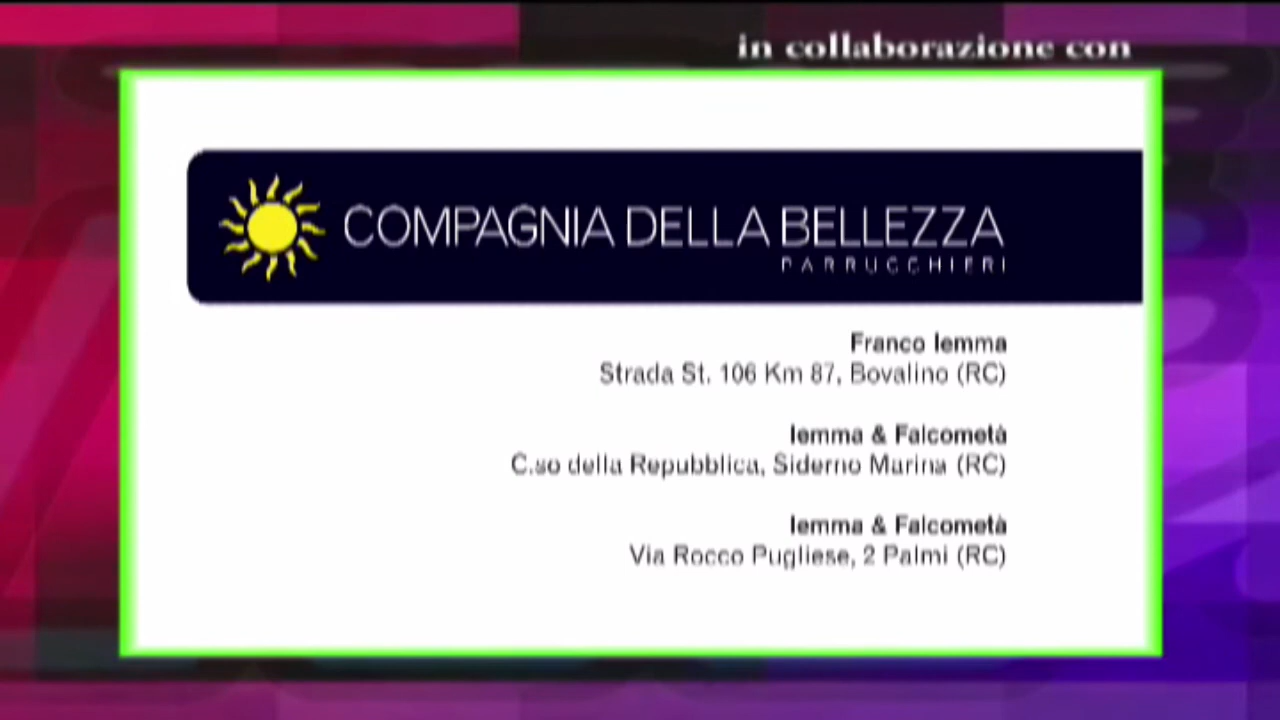 in collaborazione con
COMPAGNIA DELLA BELLEZZA
PARRUCCHIERI
Franco Iemma
Strada St. 106 Km 87, Bovalino (RC)
Iemma & Falcometà
C.so della Repubblica, Siderno Marina (RC)
Iemma & Falcometà
Via Rocco Pugliese, 2 Palmi (RC)